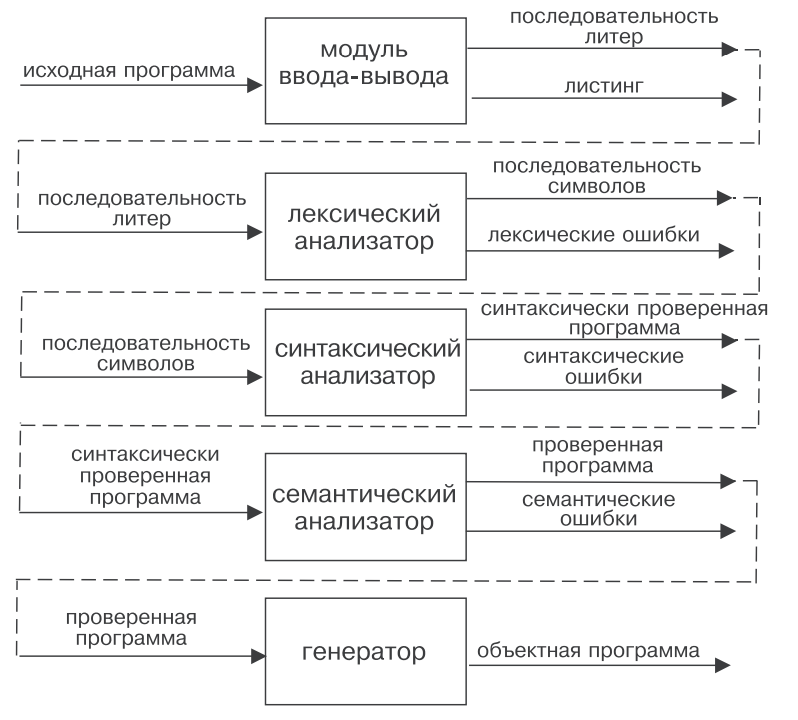 исходная программа
модуль
ввода-вывода
последовательность
литер
листинг
последовательность
литер
лексический
анализатор
последовательность
символов
лексические ошибки
последовательность
символов
синтаксический
анализатор
синтаксически проверенная
программа
синтаксические
ошибки
синтаксически
проверенная
программа
семантический
анализатор
проверенная
программа
семантические
ошибки
проверенная
программа
генератор
объектная программа